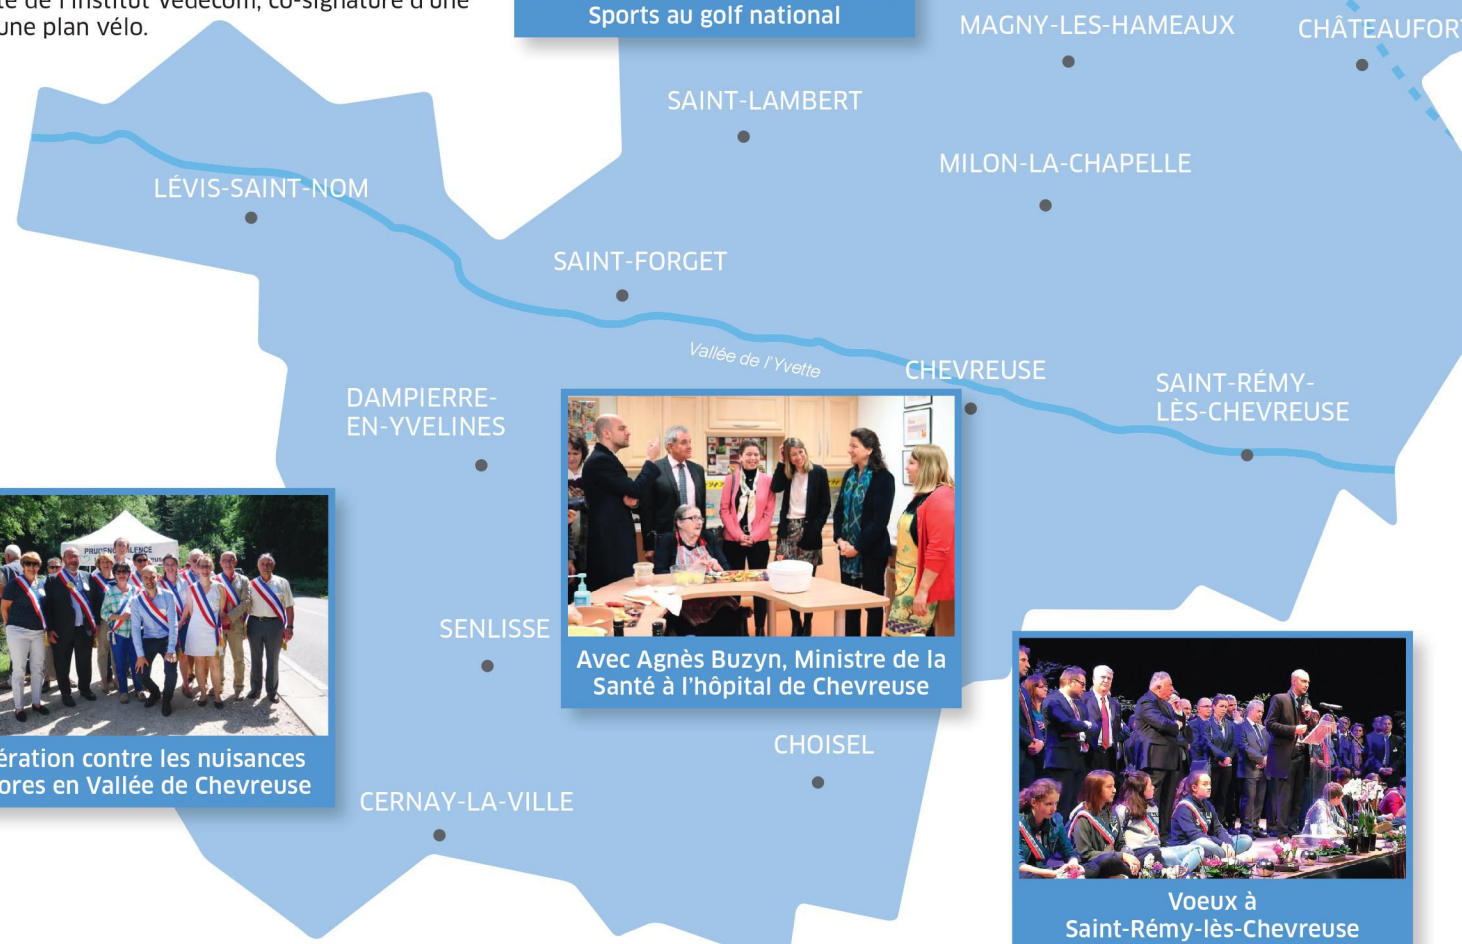 une plan vélo.
Sports au golf national
MAGNY-LES-HAMEAUX
SAINT-LAMBERT
MILON-LA-CHAPELLE
LÉVIS-SAINT-NOM
SAINT-FORGET
Vallée de l'Yvette
CHEVREUSE
SAINT-RÉMY-
LÈS-CHEVREUSE
DAMPIERRE-
EN-YVELINES
SENLISSE
Avec Agnès Buzyn, Ministre de la
Santé à l'hôpital de Chevreuse
contre les nuisances
en Vallée de Chevreuse
CHOISEL
CERNAY-LA-VILLE
Voeux à
Saint-Rémy-lès-Chevreuse